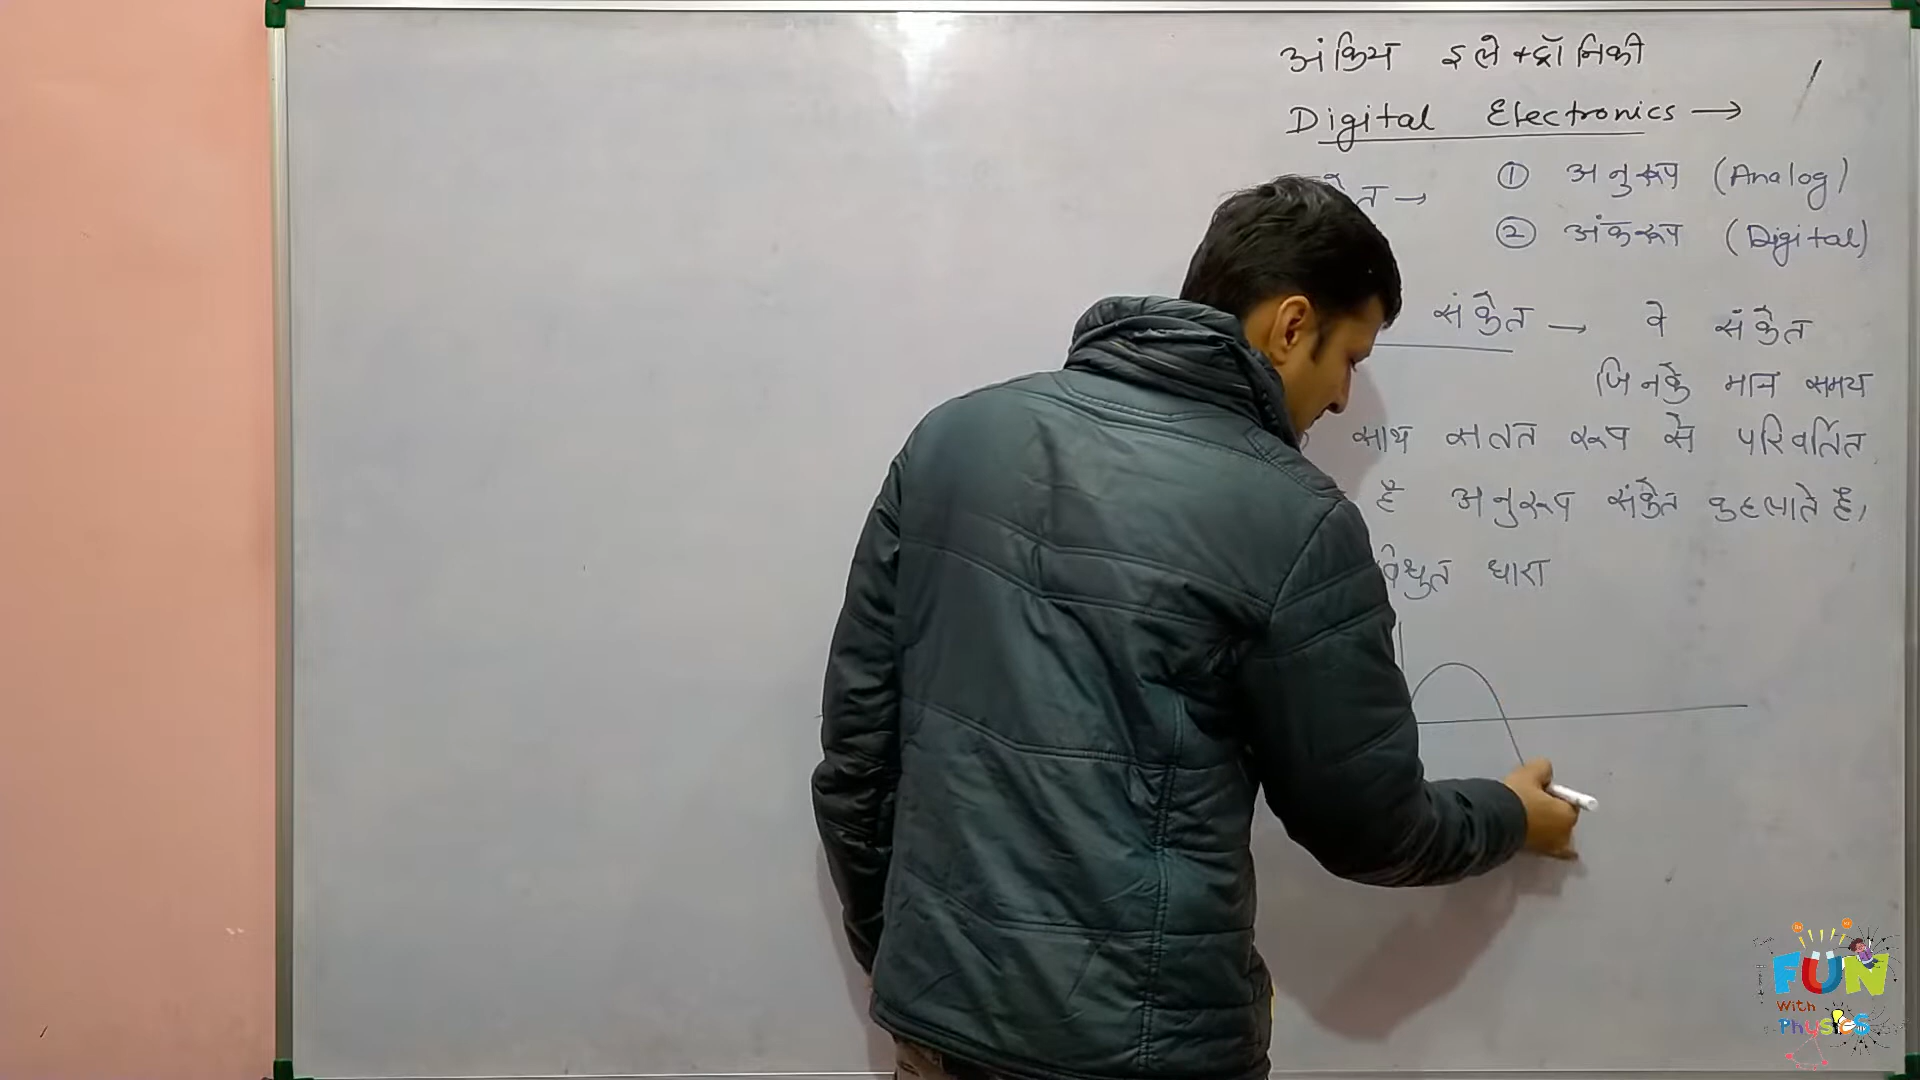 अंकिय इलेक्ट्रॉनिकी
Digital Electronics →
→ ① अनुरूप (Analog)
② अंकरूप (Digital)
संकेत → वे संकेत
जिनके मान समय
साथ सतत रूप से परिवर्तित
है अनुरूप संकेत कहलाते है,
धारा
FUN
With
Physics